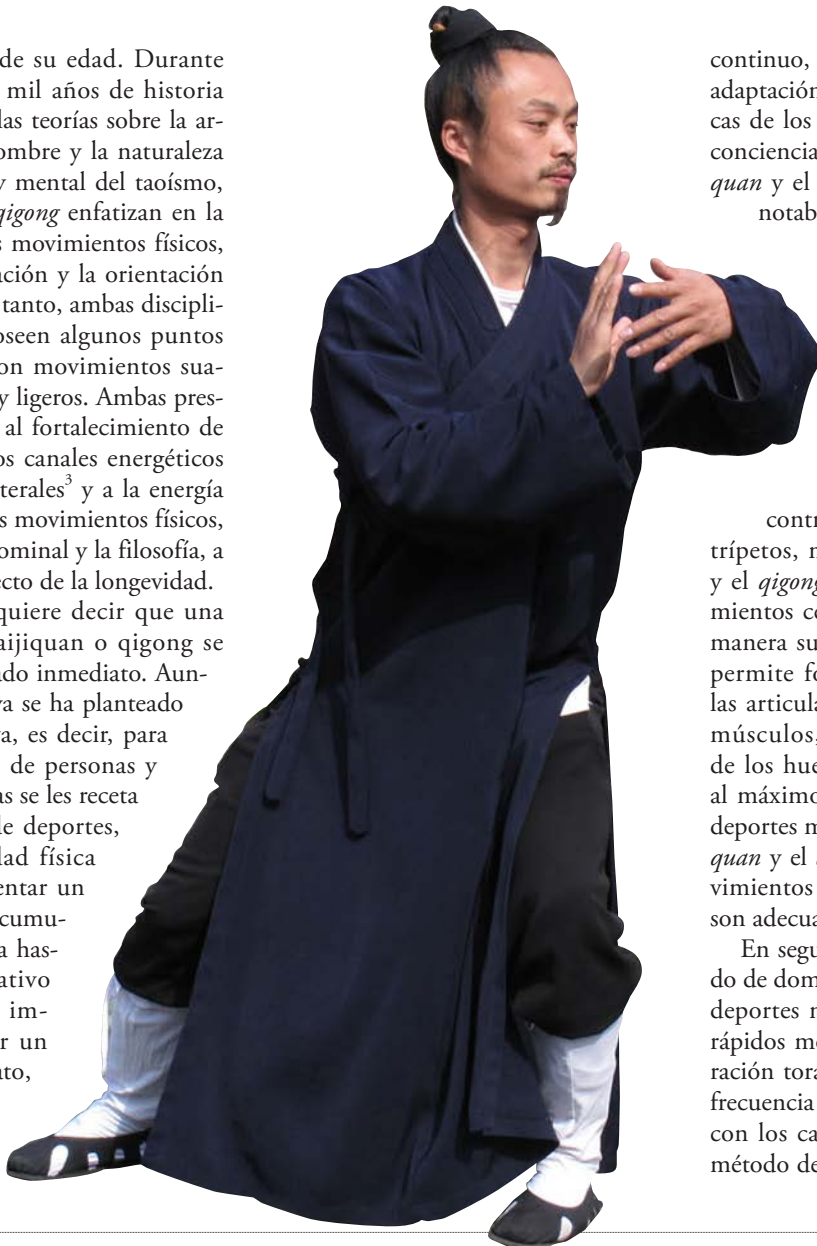 de su edad. Durante
mil años de historia
las teorías sobre la ar-
ombre y la naturaleza
y mental del taoísmo,
qigong enfatizan en la
s movimientos físicos,
ación y la orientación
tanto, ambas discipli-
oseen algunos puntos
on movimientos sua-
y ligeros. Ambas pres-
al fortalecimiento de
os canales energéticos
terales³ y a la energía
s movimientos físicos,
ominal y la filosofía, a
ecto de la longevidad.
quiere decir que una
aijiquan o qigong se
ado inmediato. Aun-
va se ha planteado
va, es decir, para
de personas y
as se les receta
de deportes,
dad física
entar un
cumu-
a has-
ativo
im-
r un
ato,
continuo,
adaptación
cas de los
conciencia
quan y el
notab
contr
trípetos, n
y el qigong
mientos co
manera su
permite fo
las articula
músculos,
de los hue
al máximo
deportes m
quan y el
vimientos
son adecua
En segu
do de dom
deportes n
rápidos mo
ración tora
frecuencia
con los ca
método de